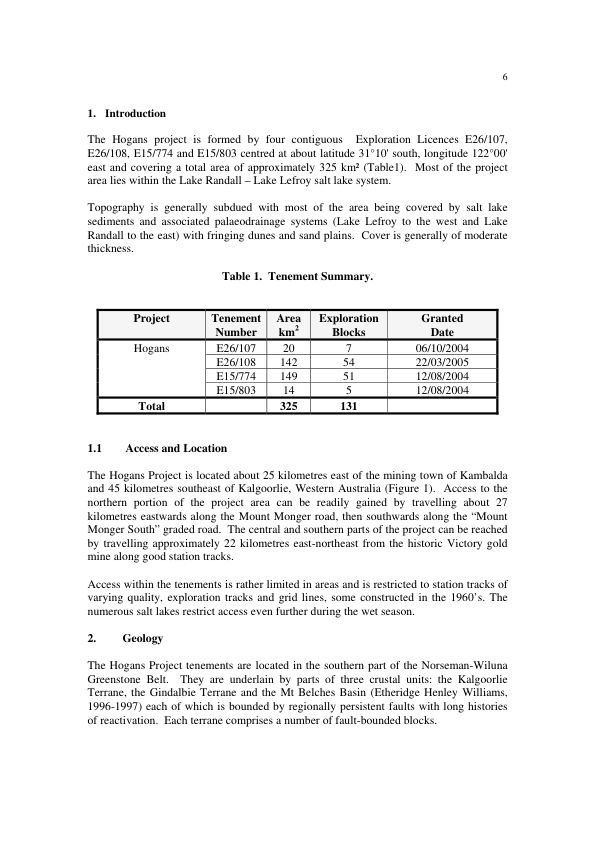 6
1. Introduction
The Hogans project is formed by four contiguous Exploration Licences E26/107,
E26/108, E15/774 and E15/803 centred at about latitude 31°10' south, longitude 122°00'
east and covering a total area of approximately 325 km² (Table1). Most of the project
area lies within the Lake Randall – Lake Lefroy salt lake system.
Topography is generally subdued with most of the area being covered by salt lake
sediments and associated palaeodrainage systems (Lake Lefroy to the west and Lake
Randall to the east) with fringing dunes and sand plains. Cover is generally of moderate
thickness.
Table 1. Tenement Summary.
Project Tenement Area Exploration Granted
Number km² Blocks Date
Hogans E26/107 20 7 06/10/2004
E26/108 142 54 22/03/2005
E15/774 149 51 12/08/2004
E15/803 14 5 12/08/2004
Total 325 131
1.1 Access and Location
The Hogans Project is located about 25 kilometres east of the mining town of Kambalda
and 45 kilometres southeast of Kalgoorlie, Western Australia (Figure 1). Access to the
northern portion of the project area can be readily gained by travelling about 27
kilometres eastwards along the Mount Monger road, then southwards along the “Mount
Monger South” graded road. The central and southern parts of the project can be reached
by travelling approximately 22 kilometres east-northeast from the historic Victory gold
mine along good station tracks.
Access within the tenements is rather limited in areas and is restricted to station tracks of
varying quality, exploration tracks and grid lines, some constructed in the 1960’s. The
numerous salt lakes restrict access even further during the wet season.
2. Geology
The Hogans Project tenements are located in the southern part of the Norseman-Wiluna
Greenstone Belt. They are underlain by parts of three crustal units: the Kalgoorlie
Terrane, the Gindalbie Terrane and the Mt Belches Basin (Etheridge Henley Williams,
1996-1997) each of which is bounded by regionally persistent faults with long histories
of reactivation. Each terrane comprises a number of fault-bounded blocks.